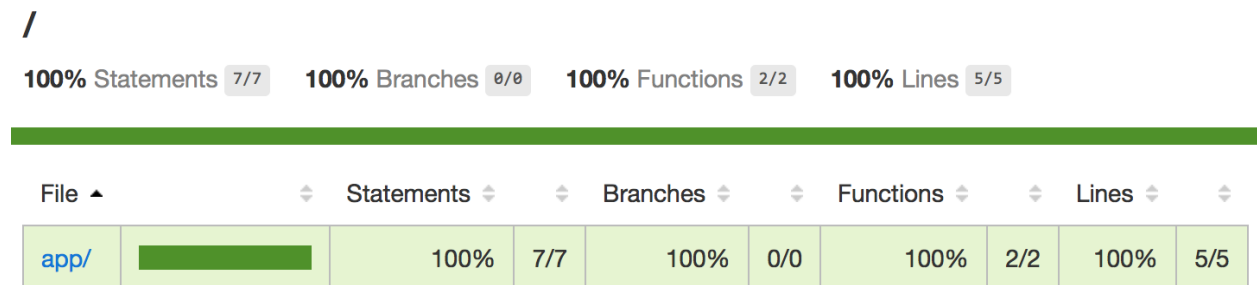 /
100% Statements 7/7 100% Branches 0/0 100% Functions 2/2 100% Lines 5/5
File Statements Branches Functions Lines
app/ 100% 7/7 100% 0/0 100% 2/2 100% 5/5